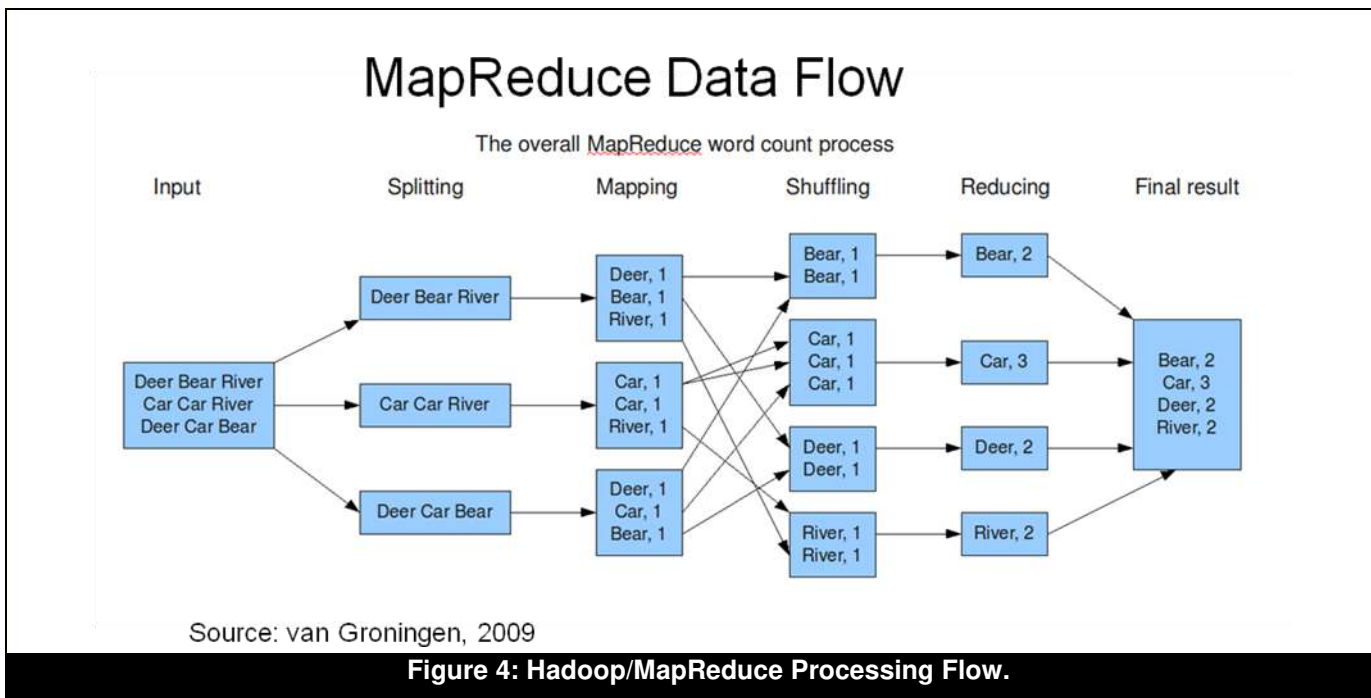 MapReduce Data Flow
The overall MapReduce word count process
Input
Splitting
Mapping
Shuffling
Reducing
Final result
Deer Bear River
Car Car River
Deer Car Bear
Deer Bear River
Car Car River
Deer Car Bear
Deer, 1
Bear, 1
River, 1
Car, 1
Car, 1
River, 1
Deer, 1
Car, 1
Bear, 1
Bear, 1
Bear, 1
Car, 1
Car, 1
Car, 1
Deer, 1
Deer, 1
River, 1
River, 1
Bear, 2
Car, 3
Deer, 2
River, 2
Bear, 2
Car, 3
Deer, 2
River, 2
Source: van Groningen, 2009
Figure 4: Hadoop/MapReduce Processing Flow.